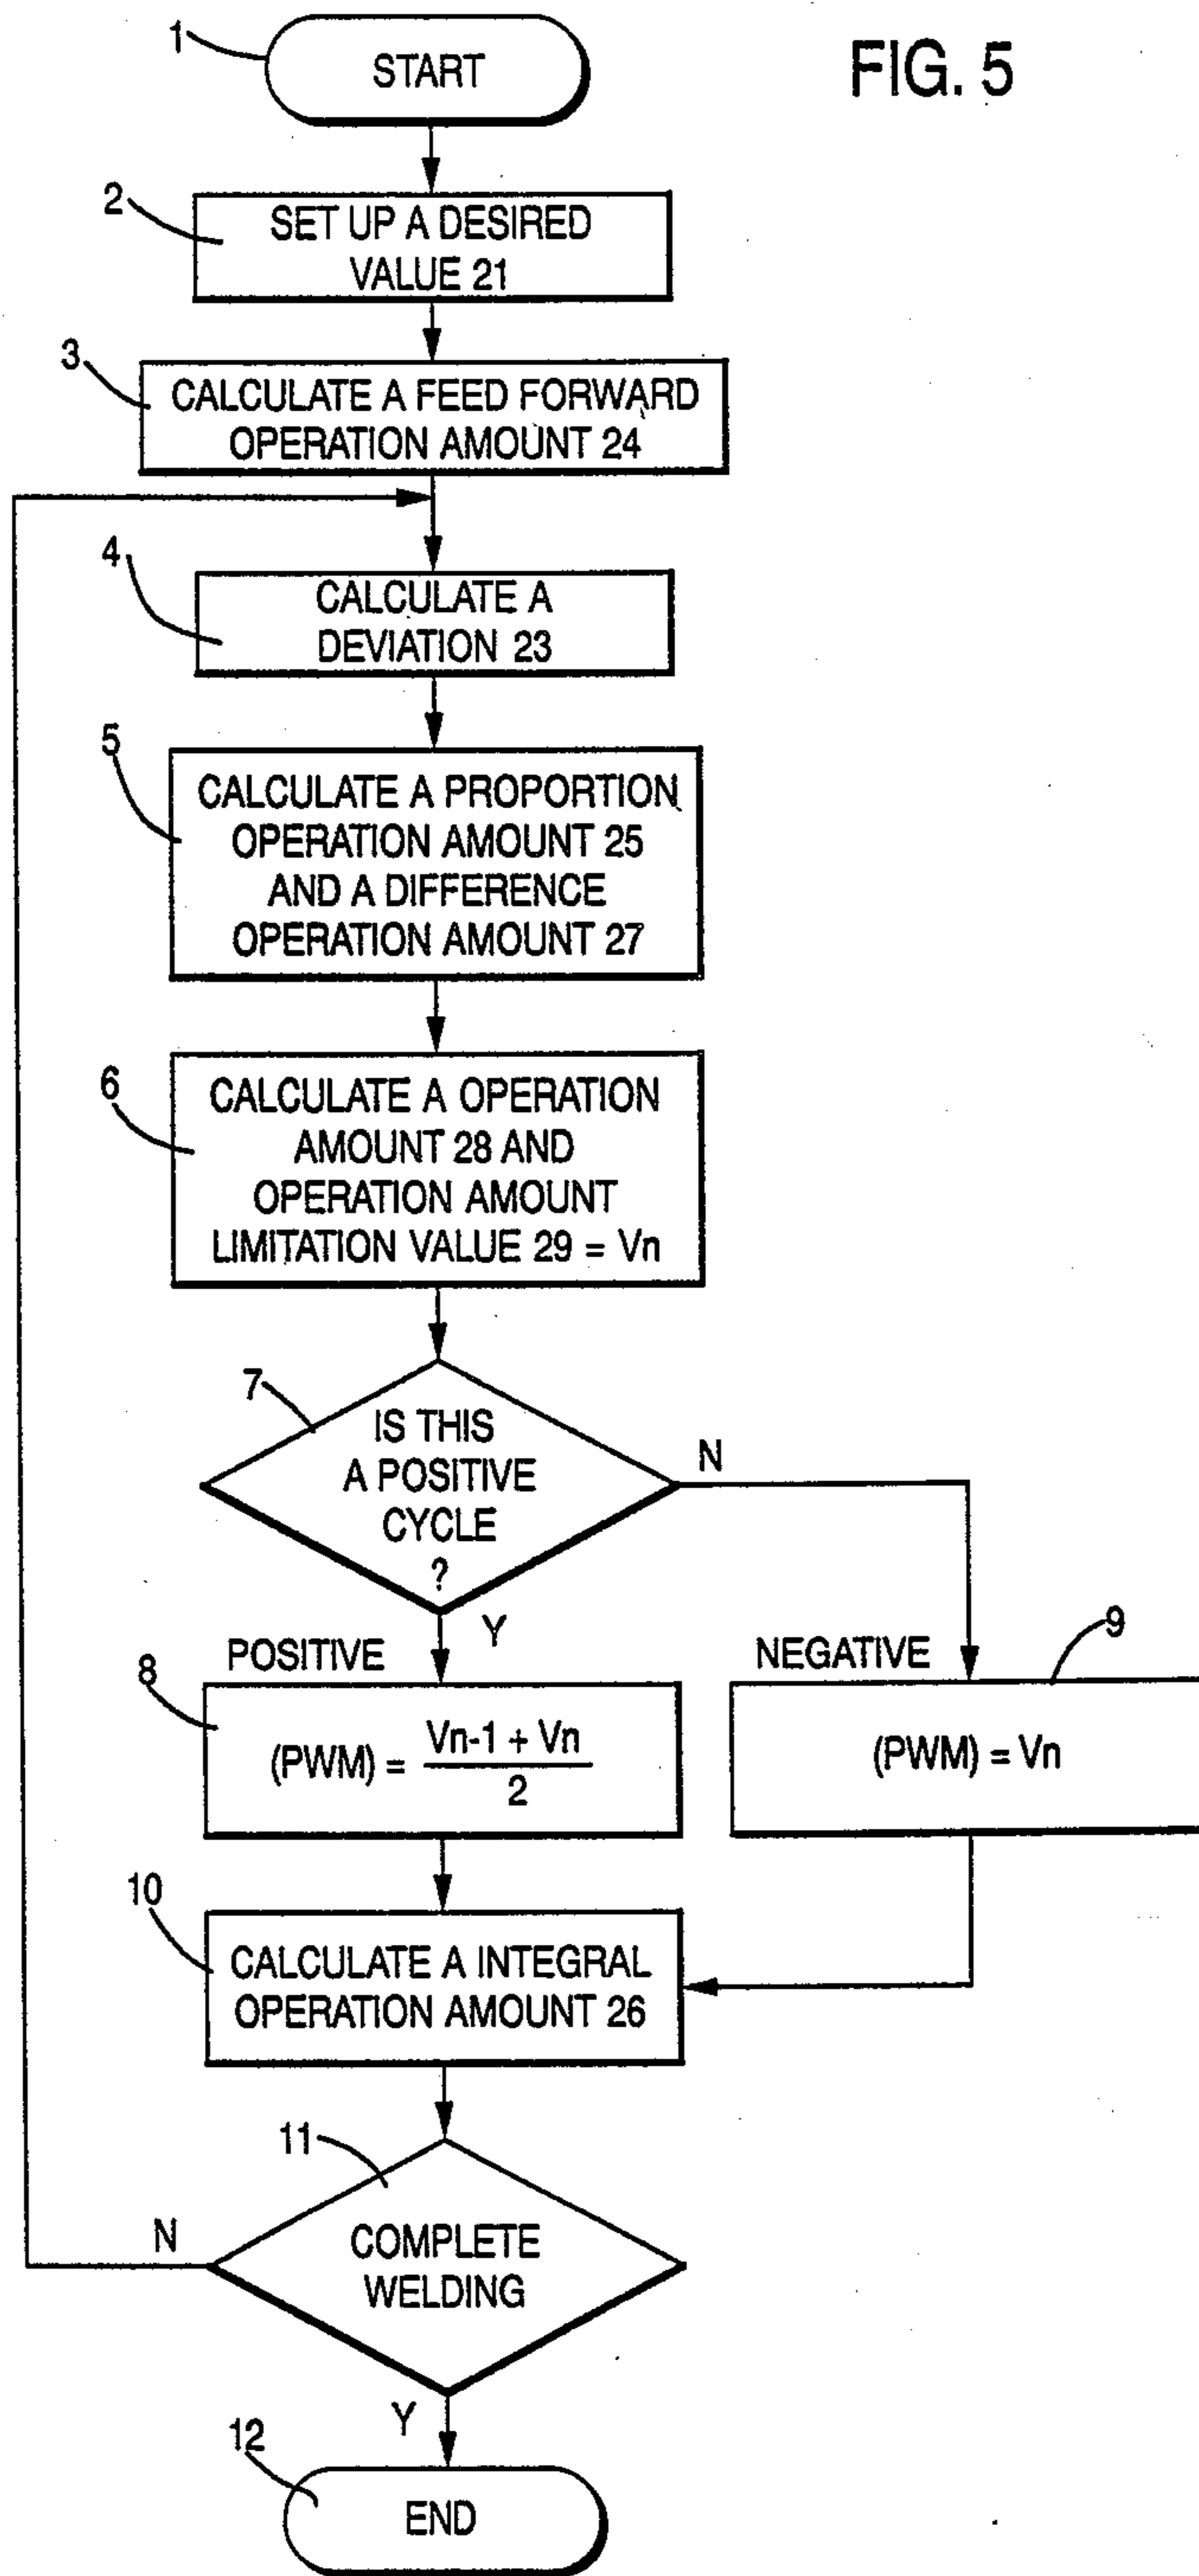 FIG. 5
1
START
2
SET UP A DESIRED
VALUE 21
3
CALCULATE A FEED FORWARD
OPERATION AMOUNT 24
4
CALCULATE A
DEVIATION 23
5
CALCULATE A PROPORTION
OPERATION AMOUNT 25
AND A DIFFERENCE
OPERATION AMOUNT 27
6
CALCULATE A OPERATION
AMOUNT 28 AND
OPERATION AMOUNT
LIMITATION VALUE 29 = Vn
7
IS THIS
A POSITIVE
CYCLE
?
N
Y
POSITIVE
8
(PWM) = Vn-1 + Vn
2
NEGATIVE
9
(PWM) = Vn
10
CALCULATE A INTEGRAL
OPERATION AMOUNT 26
11
COMPLETE
WELDING
N
Y
12
END